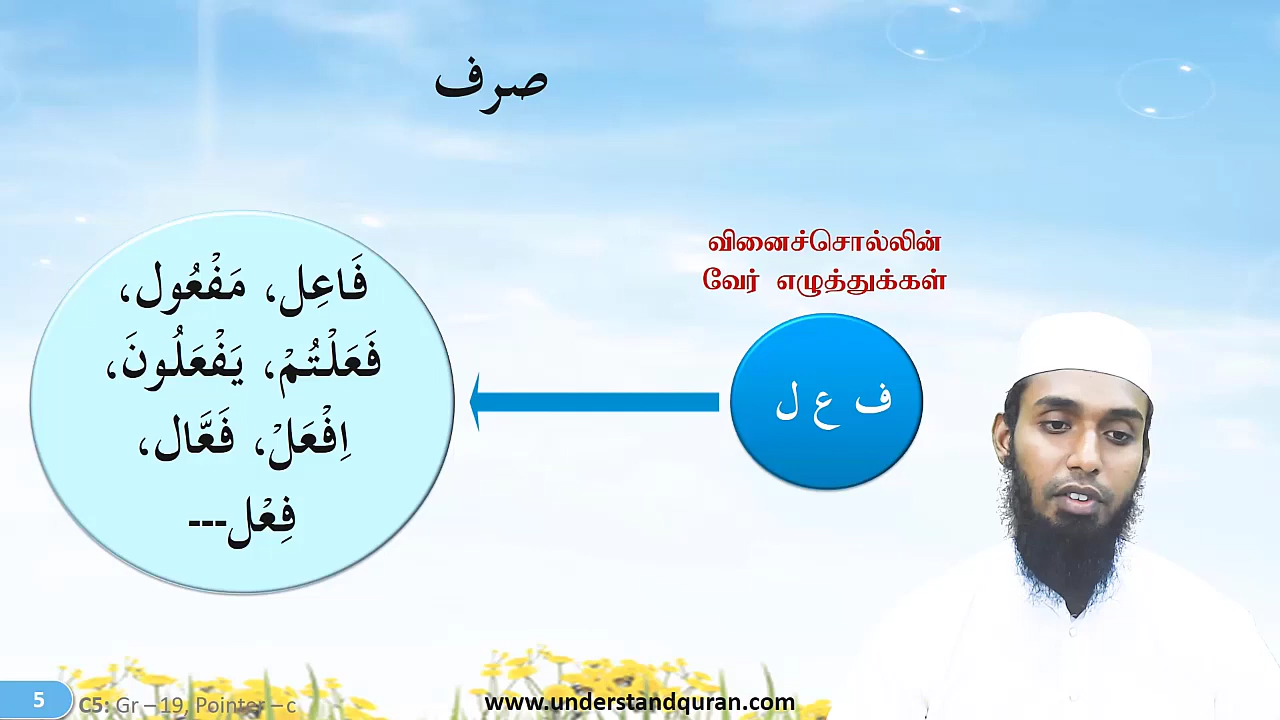 صرف
வினைச்சொல்லின்
வேர் எழுத்துக்கள்
ف ع ل
فَاعِل، مَفْعُول،
فَعَلْتُمْ، يَفْعَلُونَ،
اِفْعَلْ، فَعَّال،
فِعْل---
5
C5: Gr – 19, Pointer – c
www.understandquran.com